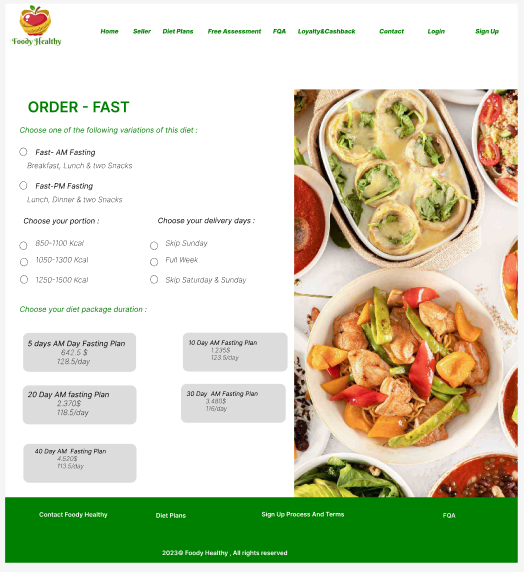 Foody Healthy
Home Seller Diet Plans Free Assessment FQA Loyalty&Cashback Contact Login Sign Up
ORDER - FAST
Choose one of the following variations of this diet :
Fast- AM Fasting
Breakfast, Lunch & two Snacks
Fast-PM Fasting
Lunch, Dinner & two Snacks
Choose your portion : Choose your delivery days :
850-1100 Kcal Skip Sunday
1050-1300 Kcal Full Week
1250-1500 Kcal Skip Saturday & Sunday
Choose your diet package duration :
5 days AM Day Fasting Plan
642.5 $
128.5/day
10 Day AM Fasting Plan
1.235$
123.5/day
20 Day AM fasting Plan
2.370$
118.5/day
30 Day AM Fasting Plan
3.480$
116/day
40 Day AM Fasting Plan
4.520$
113.5/day
Contact Foody Healthy Diet Plans Sign Up Process And Terms FQA
2023© Foody Healthy , All rights reserved